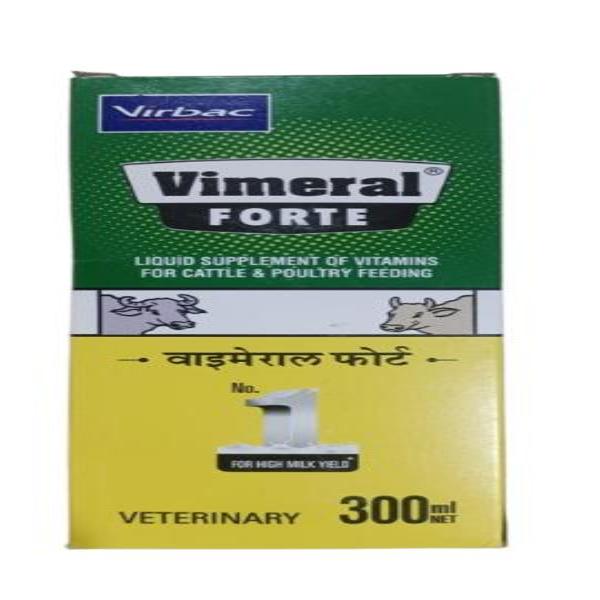 Virbac
Vimeral®
FORTE
LIQUID SUPPLEMENT OF VITAMINS
FOR CATTLE & POULTRY FEEDING
वाइमेराल फोर्ट
No.
1
FOR HIGH MILK YIELD*
VETERINARY 300ml
NET